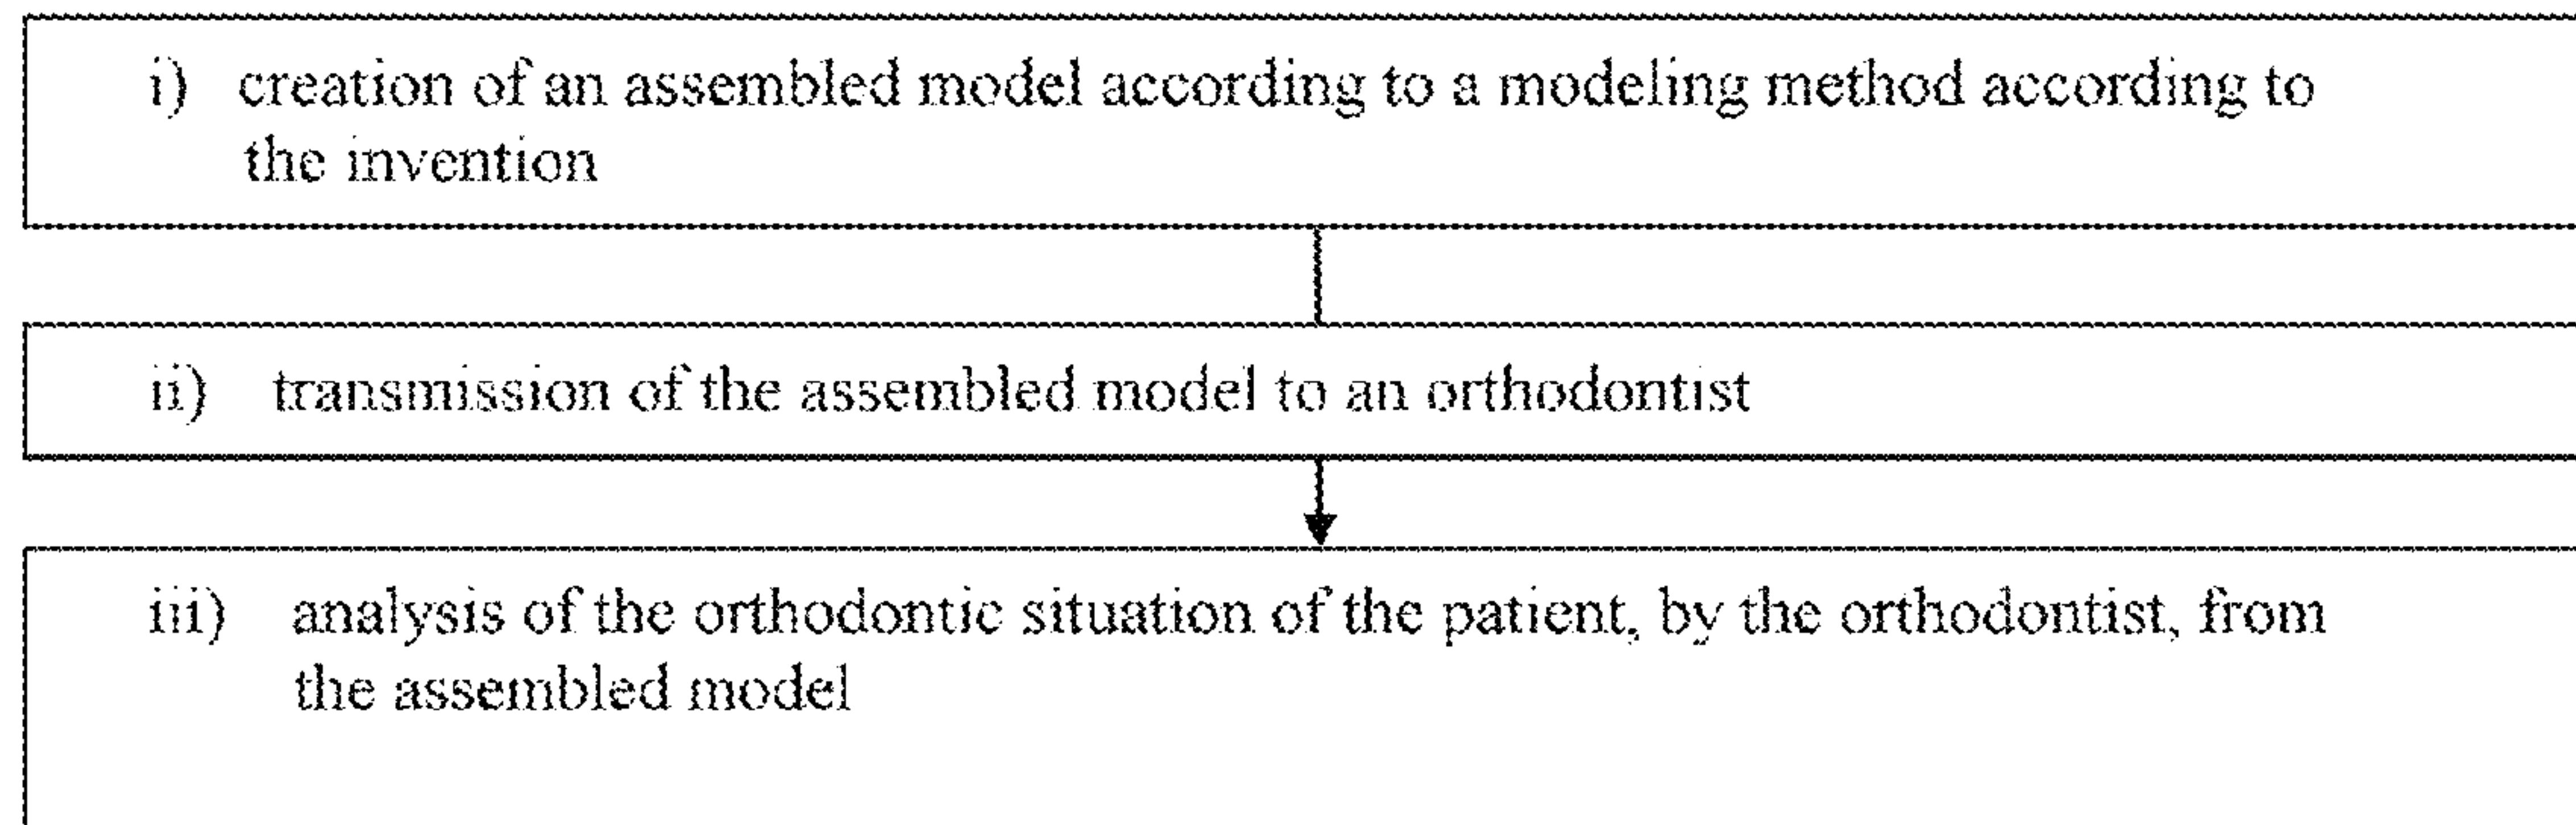 i) creation of an assembled model according to a modeling method according to
the invention
ii) transmission of the assembled model to an orthodontist
iii) analysis of the orthodontic situation of the patient, by the orthodontist, from
the assembled model